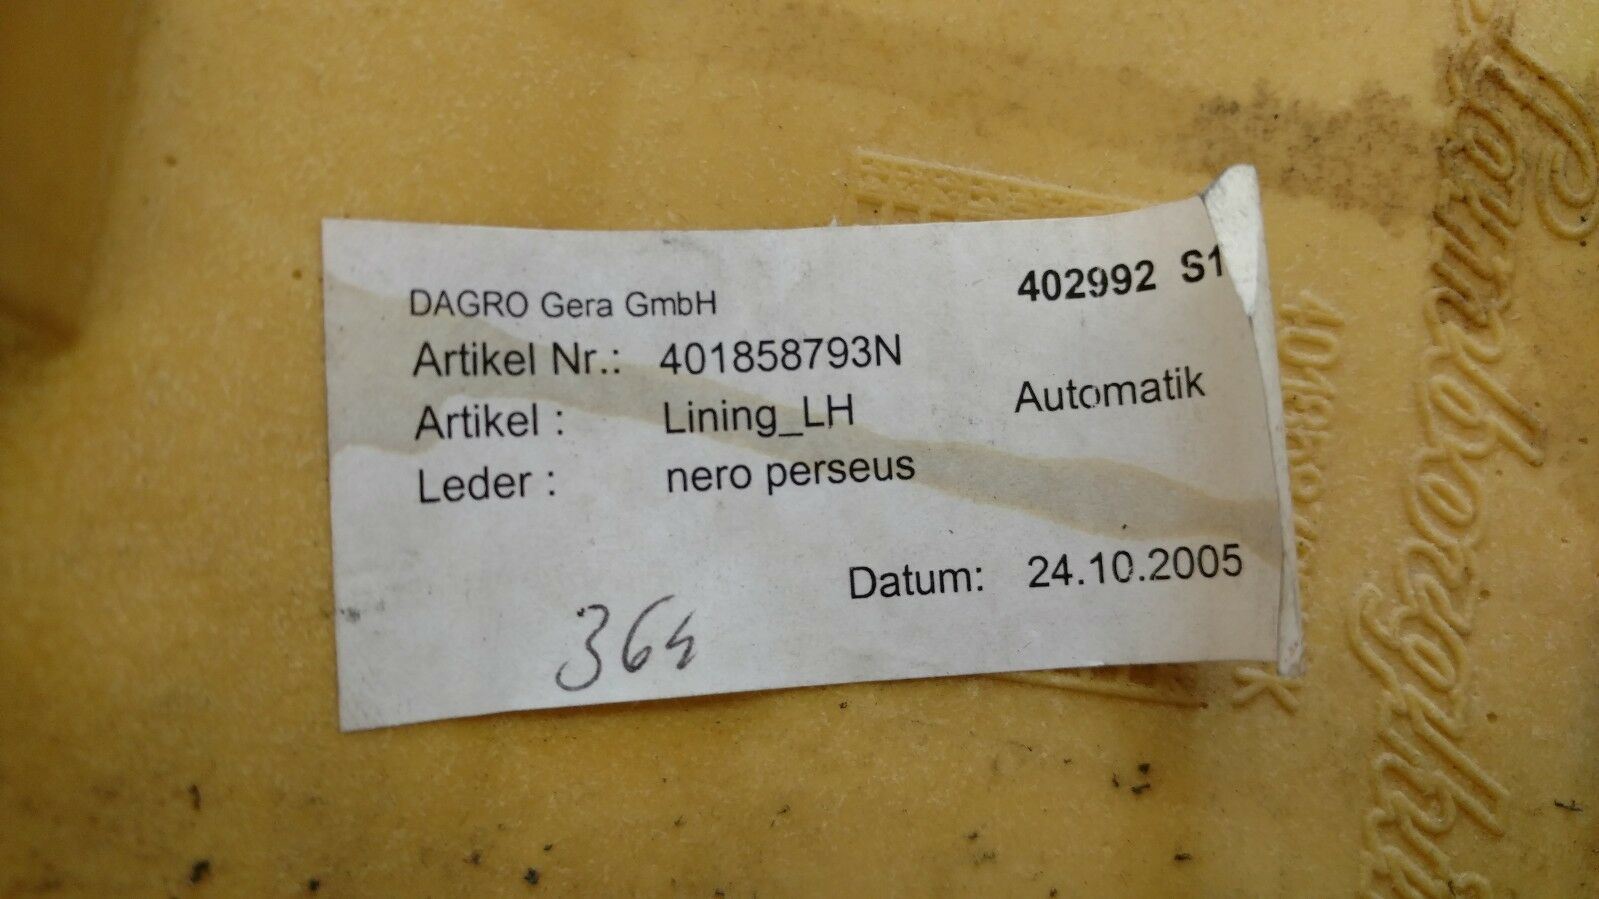 402992 S1
DAGRO Gera GmbH
Artikel Nr.: 401858793N
Artikel : Lining_LH Automatik
Leder : nero perseus
Datum: 24.10.2005
364
Lamborghini